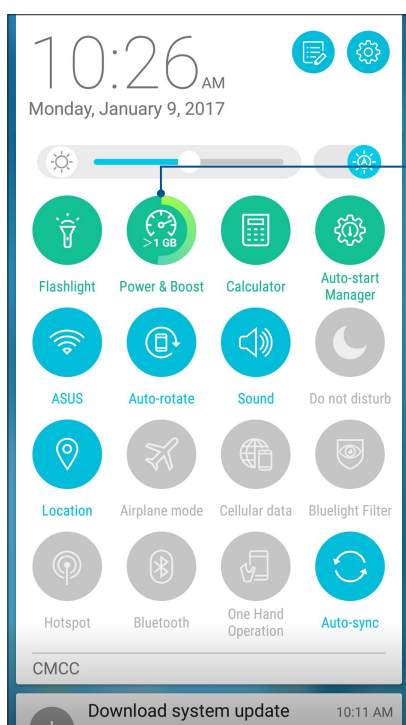 10:26 AM
Monday, January 9, 2017
A
>1 GB
Flashlight
Power & Boost
Calculator
Auto-start
Manager
ASUS
Auto-rotate
Sound
Do not disturb
Location
Airplane mode
Cellular data
Bluelight Filter
Hotspot
Bluetooth
One Hand
Operation
Auto-sync
CMCC
Download system update 10:11 AM